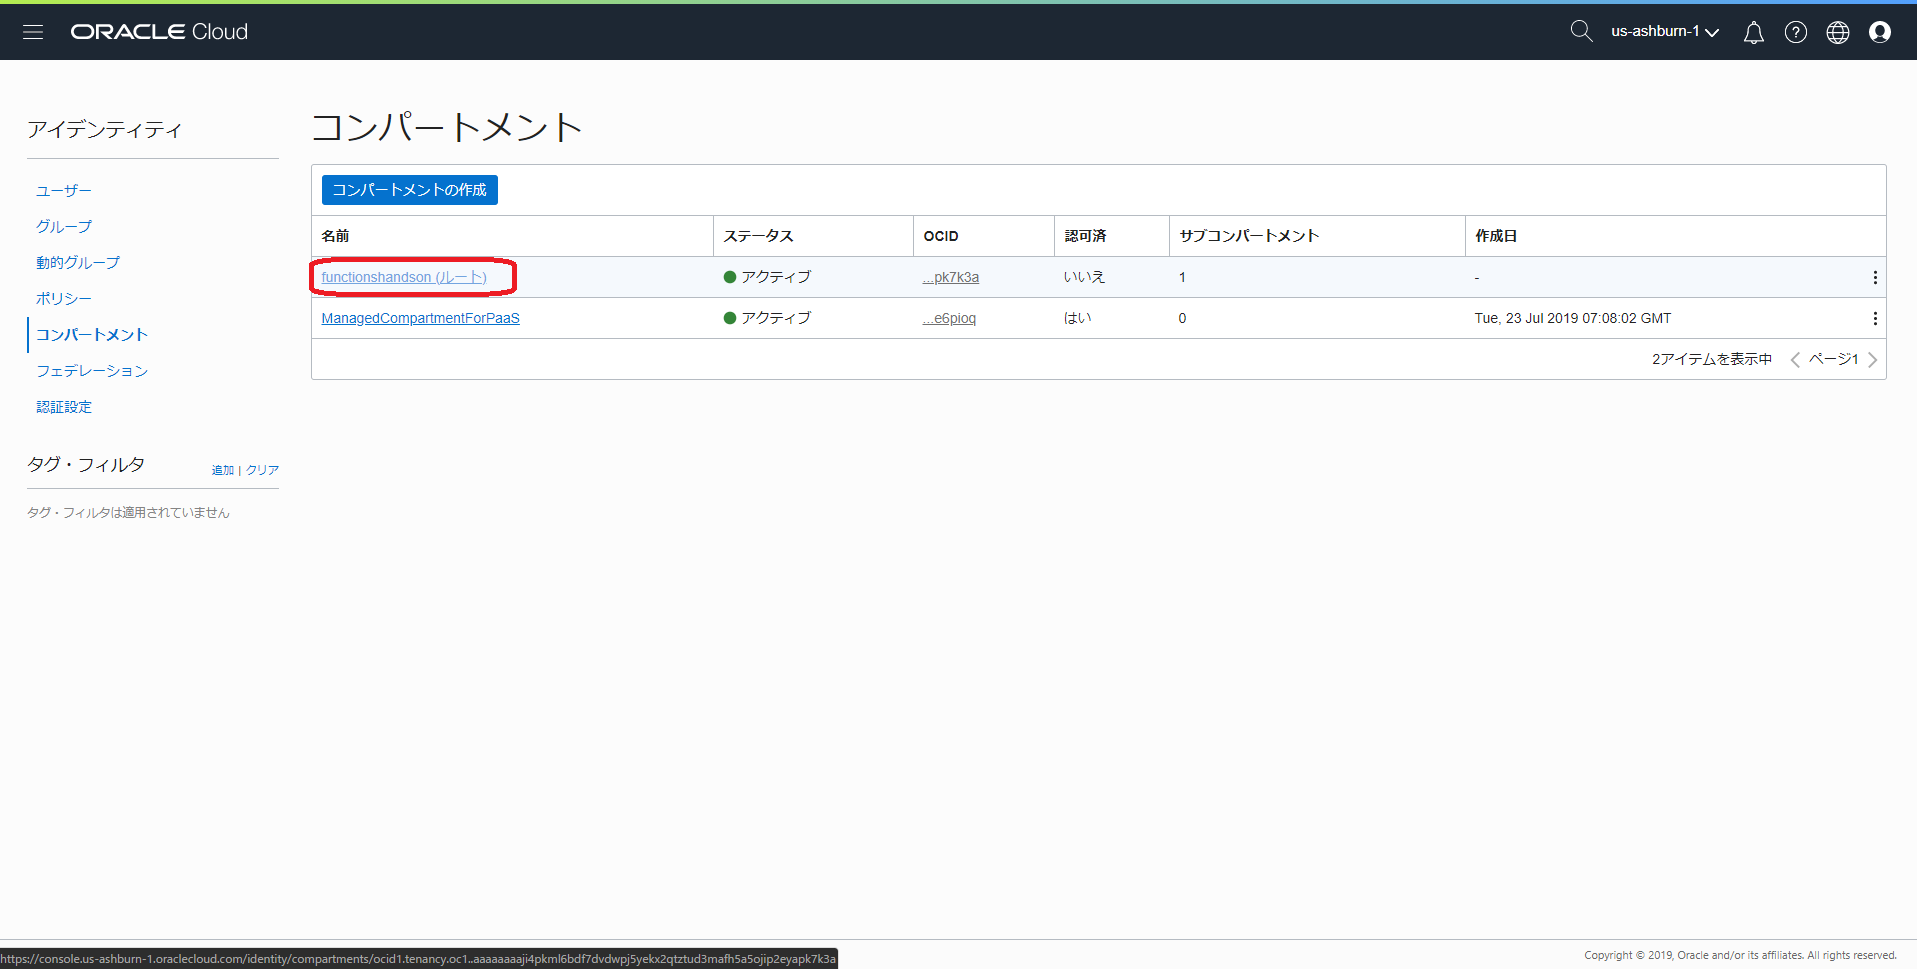 ORACLE Cloud
us-ashburn-1
アイデンティティ
ユーザー
グループ
動的グループ
ポリシー
コンパートメント
フェデレーション
認証設定
タグ・フィルタ 追加 | クリア
タグ・フィルタは適用されていません
コンパートメント
コンパートメントの作成
名前 ステータス OCID 認可済 サブコンパートメント 作成日
functionshandson (ルート) アクティブ ...pk7k3a いいえ 1 -
ManagedCompartmentForPaaS アクティブ ...e6pioq はい 0 Tue, 23 Jul 2019 07:08:02 GMT
2アイテムを表示中 ページ1
https://console.us-ashburn-1.oraclecloud.com/identity/compartments/ocid1.tenancy.oc1..aaaaaaaaji4pkml6bdf7dvdwpj5yekx2qtztud3mafh5a5ojip2eyapk7k3a
Copyright © 2019, Oracle and/or its affiliates. All rights reserved.